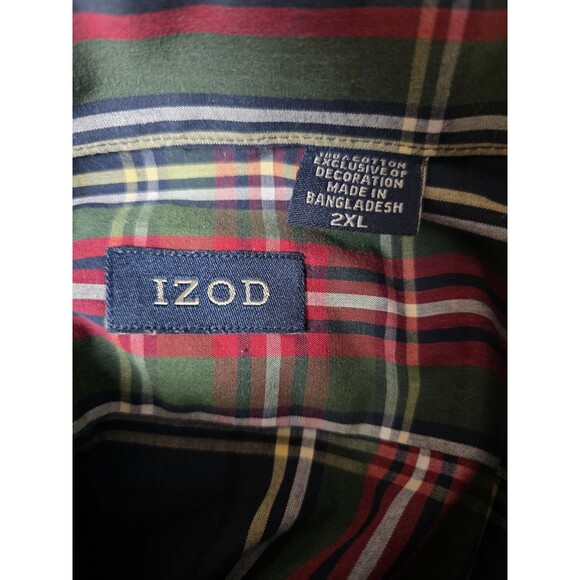 100% COTTON
EXCLUSIVE OF
DECORATION
MADE IN
BANGLADESH
2XL
IZOD